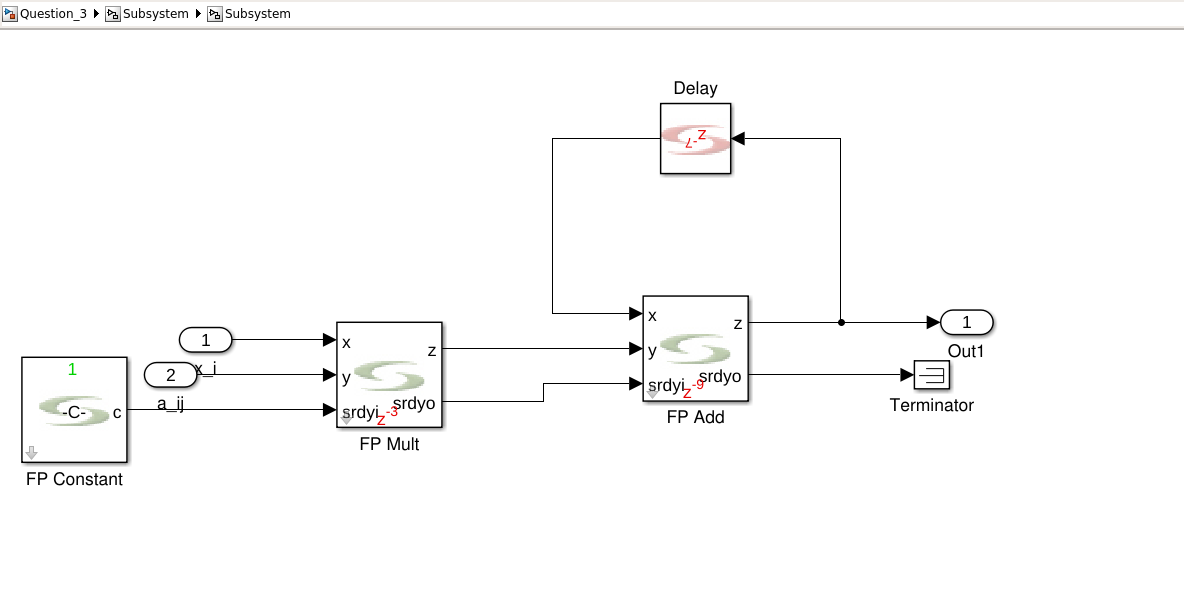 Question_3 Subsystem Subsystem
Delay
z-7
1
x_i
2
a_ij
1
-C-
c
FP Constant
x
y
srdyi
z
srdyo
z-3
FP Mult
x
y
srdyi
z
srdyo
z-9
FP Add
1
Out1
Terminator